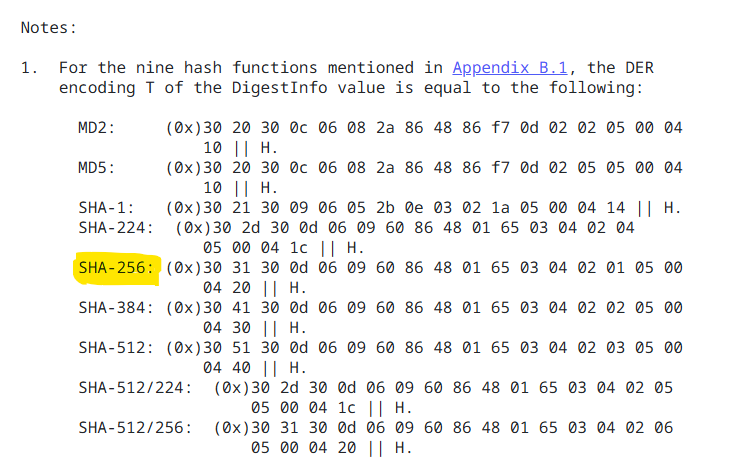 Notes:
1. For the nine hash functions mentioned in Appendix B.1, the DER
encoding T of the DigestInfo value is equal to the following:
MD2: (0x)30 20 30 0c 06 08 2a 86 48 86 f7 0d 02 02 05 00 04
10 || H.
MD5: (0x)30 20 30 0c 06 08 2a 86 48 86 f7 0d 02 05 05 00 04
10 || H.
SHA-1: (0x)30 21 30 09 06 05 2b 0e 03 02 1a 05 00 04 14 || H.
SHA-224: (0x)30 2d 30 0d 06 09 60 86 48 01 65 03 04 02 04
05 00 04 1c || H.
SHA-256: (0x)30 31 30 0d 06 09 60 86 48 01 65 03 04 02 01 05 00
04 20 || H.
SHA-384: (0x)30 41 30 0d 06 09 60 86 48 01 65 03 04 02 02 05 00
04 30 || H.
SHA-512: (0x)30 51 30 0d 06 09 60 86 48 01 65 03 04 02 03 05 00
04 40 || H.
SHA-512/224: (0x)30 2d 30 0d 06 09 60 86 48 01 65 03 04 02 05
05 00 04 1c || H.
SHA-512/256: (0x)30 31 30 0d 06 09 60 86 48 01 65 03 04 02 06
05 00 04 20 || H.